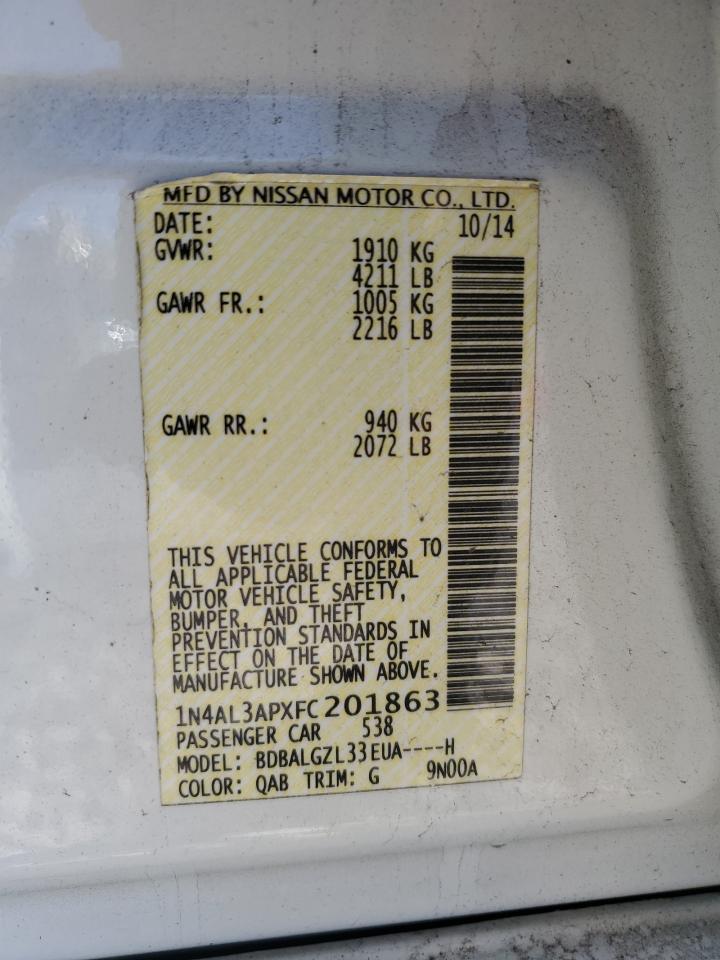 MFD BY NISSAN MOTOR CO., LTD.
DATE: 10/14
GVWR: 1910 KG
4211 LB
GAWR FR.: 1005 KG
2216 LB
GAWR RR.: 940 KG
2072 LB
THIS VEHICLE CONFORMS TO
ALL APPLICABLE FEDERAL
MOTOR VEHICLE SAFETY,
BUMPER, AND THEFT
PREVENTION STANDARDS IN
EFFECT ON THE DATE OF
MANUFACTURE SHOWN ABOVE.
1N4AL3APXFC201863
PASSENGER CAR 538
MODEL: BDBALGZL33EUA----H
COLOR: QAB TRIM: G 9N00A